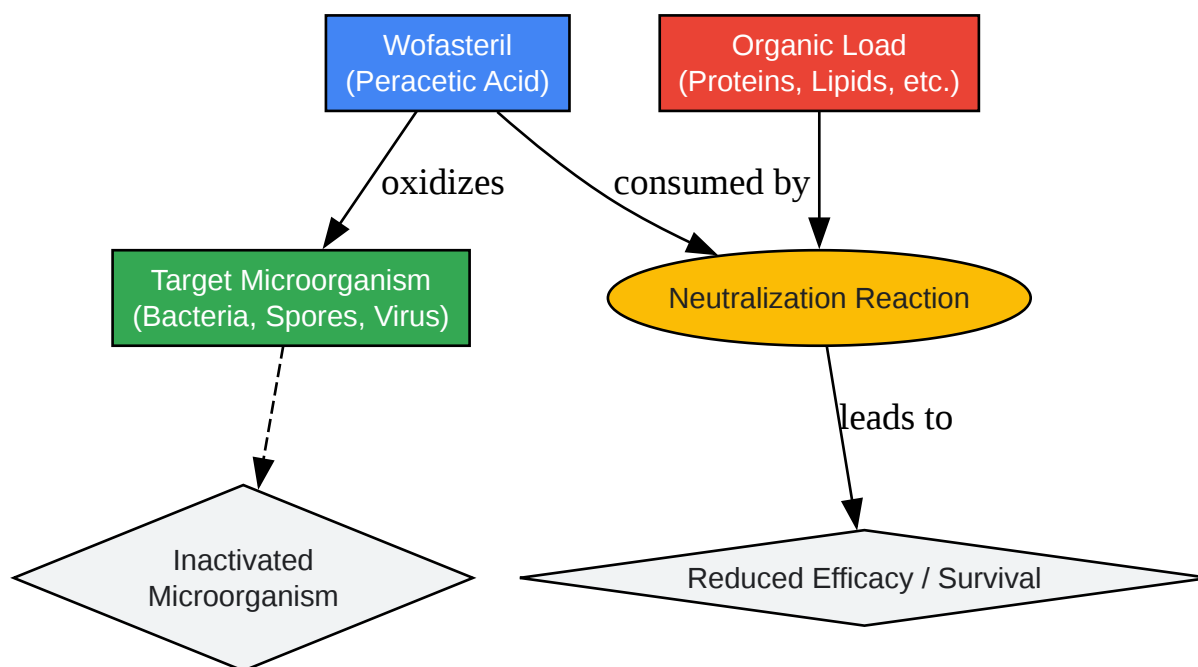 Wofasteril
(Peracetic Acid)
Organic Load
(Proteins, Lipids, etc.)
oxidizes
consumed by
Target Microorganism
(Bacteria, Spores, Virus)
Neutralization Reaction
leads to
Inactivated
Microorganism
Reduced Efficacy / Survival